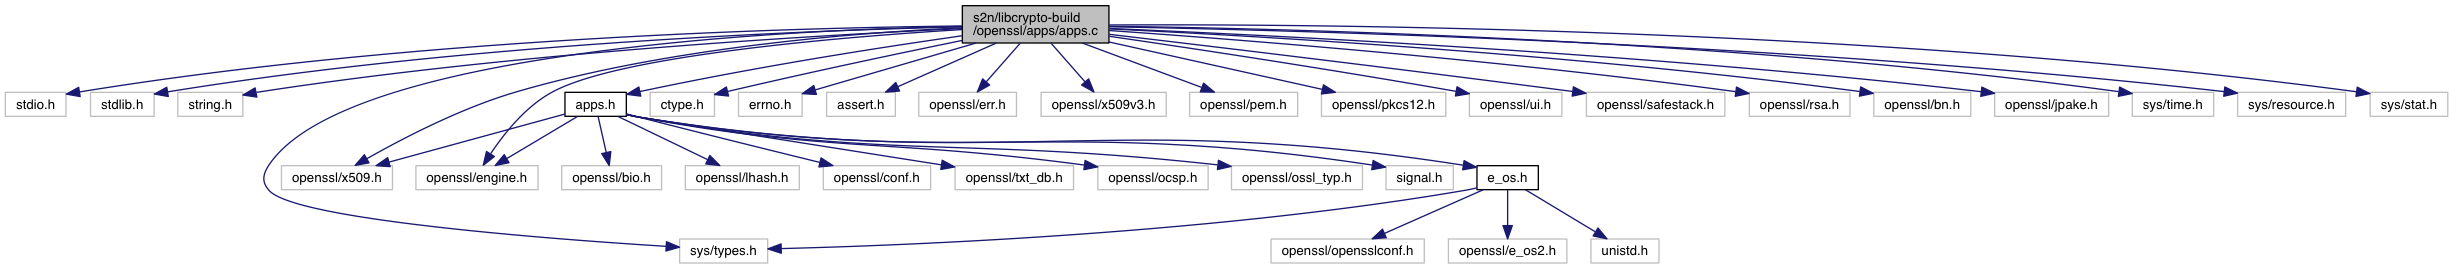 s2n/libcrypto-build
/openssl/apps/apps.c
stdio.h
stdlib.h
string.h
apps.h
ctype.h
errno.h
assert.h
openssl/err.h
openssl/x509v3.h
openssl/pem.h
openssl/pkcs12.h
openssl/ui.h
openssl/safestack.h
openssl/rsa.h
openssl/bn.h
openssl/jpake.h
sys/time.h
sys/resource.h
sys/stat.h
openssl/x509.h
openssl/engine.h
openssl/bio.h
openssl/lhash.h
openssl/conf.h
openssl/txt_db.h
openssl/ocsp.h
openssl/ossl_typ.h
signal.h
e_os.h
sys/types.h
openssl/opensslconf.h
openssl/e_os2.h
unistd.h